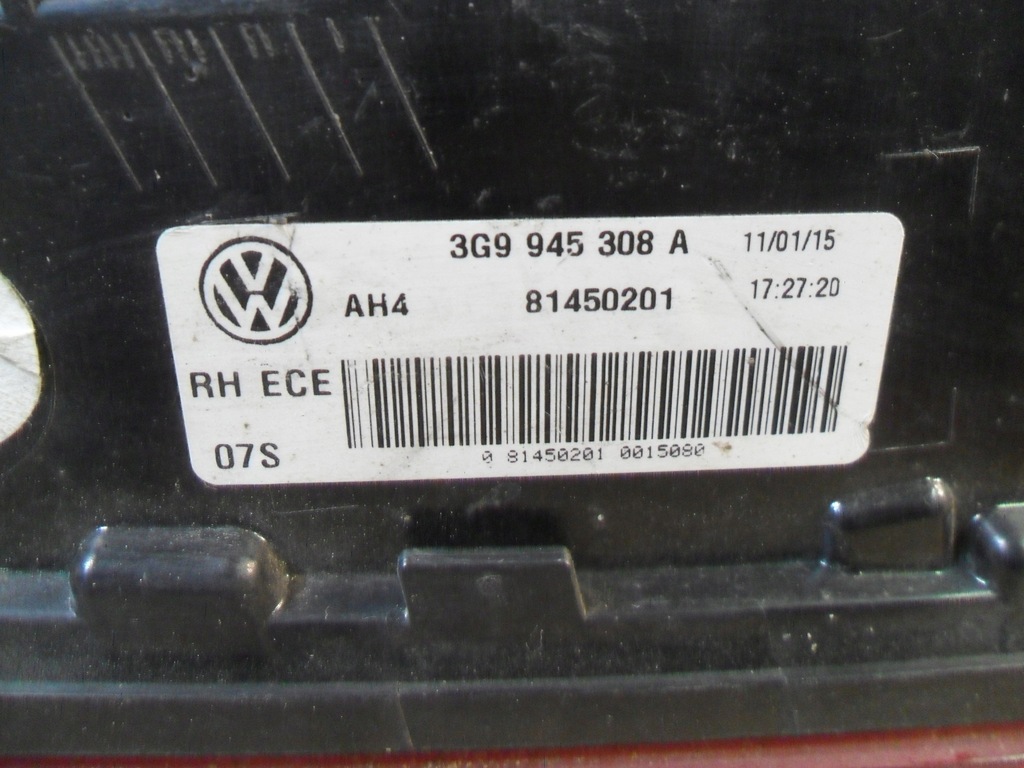 3G9 945 308 A 11/01/15
AH4 81450201 17:27:20
RH ECE
07S
0 81450201 0015080